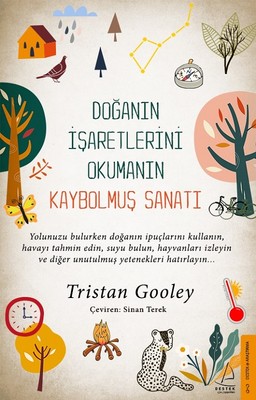 DOĞANIN
İŞARETLERİNİ
OKUMANIN
KAYBOLMUŞ SANATI
Yolunuzu bulurken doğanın ipuçlarını kullanın,
havayı tahmin edin, suyu bulun, hayvanları izleyin
ve diğer unutulmuş yetenekleri hatırlayın...
Tristan Gooley
Çeviren: Sinan Terek
DESTEK